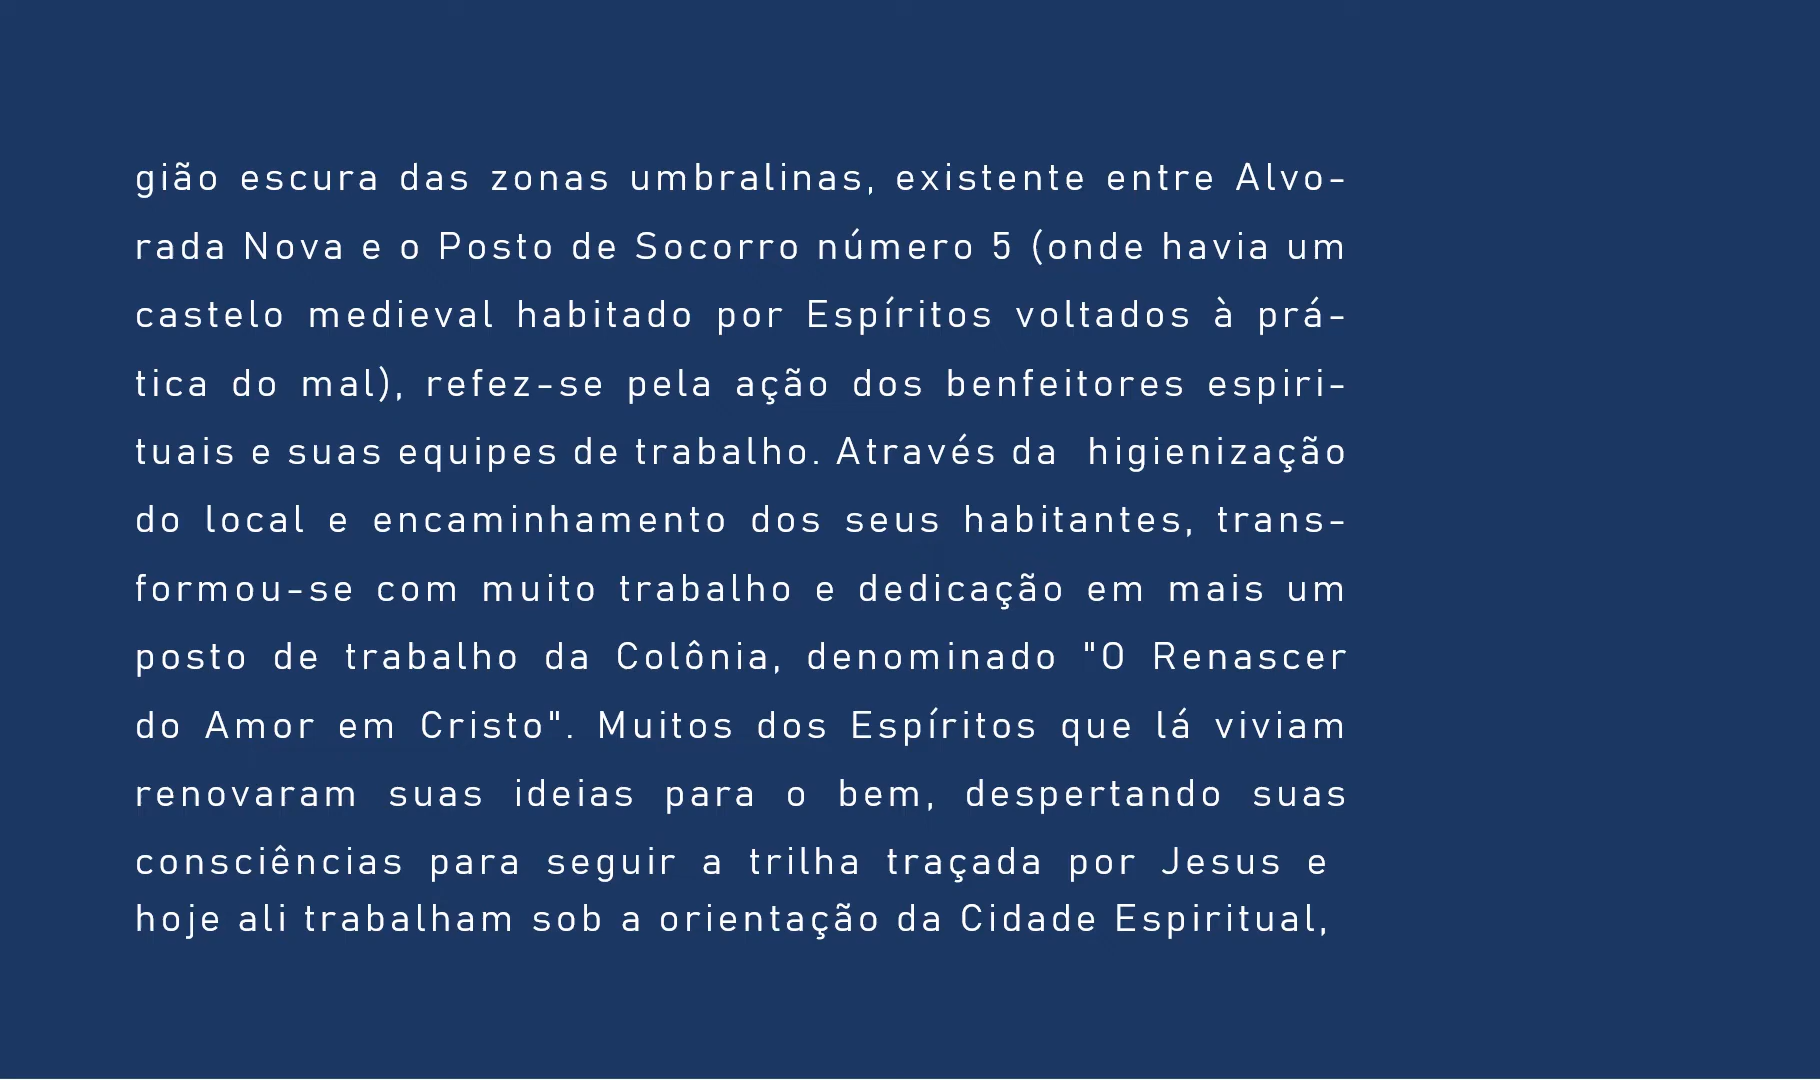 gião escura das zonas umbralinas, existente entre Alvo-
rada Nova e o Posto de Socorro número 5 (onde havia um
castelo medieval habitado por Espíritos voltados à prá-
tica do mal), refez-se pela ação dos benfeitores espiri-
tuais e suas equipes de trabalho. Através da higienização
do local e encaminhamento dos seus habitantes, trans-
formou-se com muito trabalho e dedicação em mais um
posto de trabalho da Colônia, denominado "O Renascer
do Amor em Cristo". Muitos dos Espíritos que lá viviam
renovaram suas ideias para o bem, despertando suas
consciências para seguir a trilha traçada por Jesus e
hoje ali trabalham sob a orientação da Cidade Espiritual,